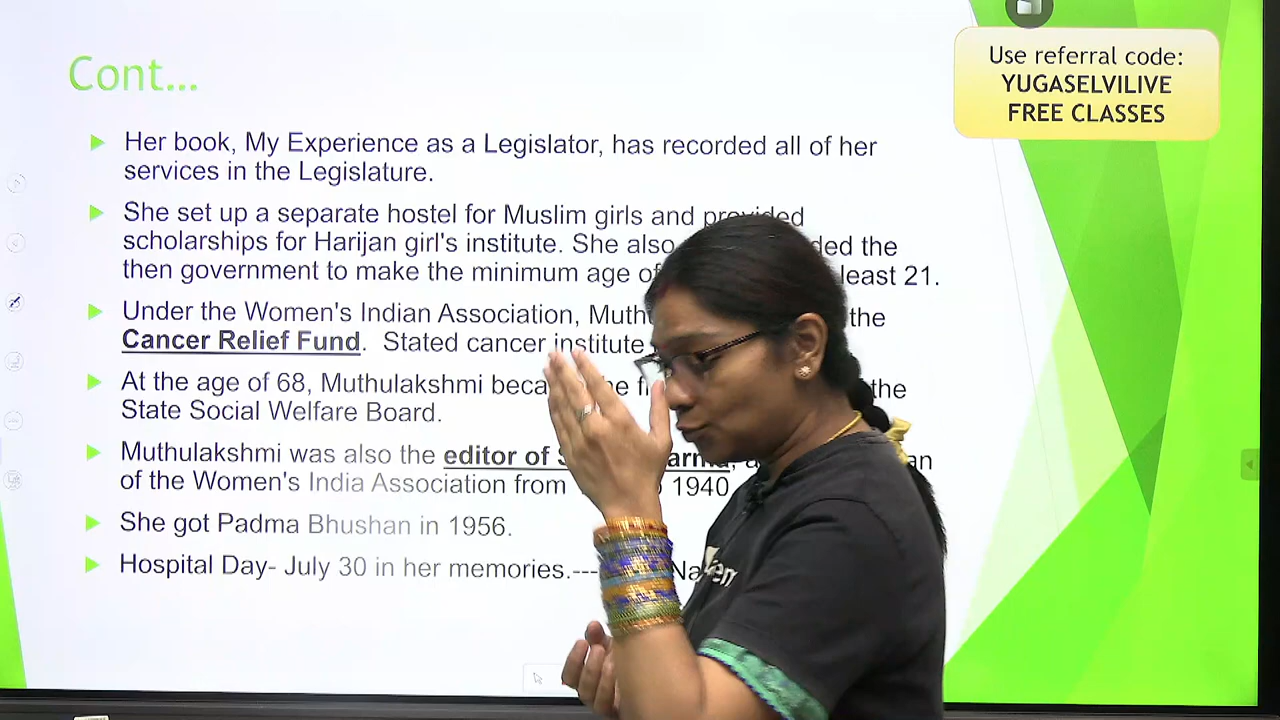 Cont...
Use referral code:
YUGASELVILIVE
FREE CLASSES
Her book, My Experience as a Legislator, has recorded all of her
services in the Legislature.
She set up a separate hostel for Muslim girls and provided
scholarships for Harijan girl's institute. She also the
then government to make the minimum age of least 21.
Under the Women's Indian Association, the
Cancer Relief Fund. Stated cancer institute
At the age of 68, Muthulakshmi the
State Social Welfare Board.
Muthulakshmi was also the editor of
of the Women's India Association from 1940
She got Padma Bhushan in 1956.
Hospital Day- July 30 in her memories.---